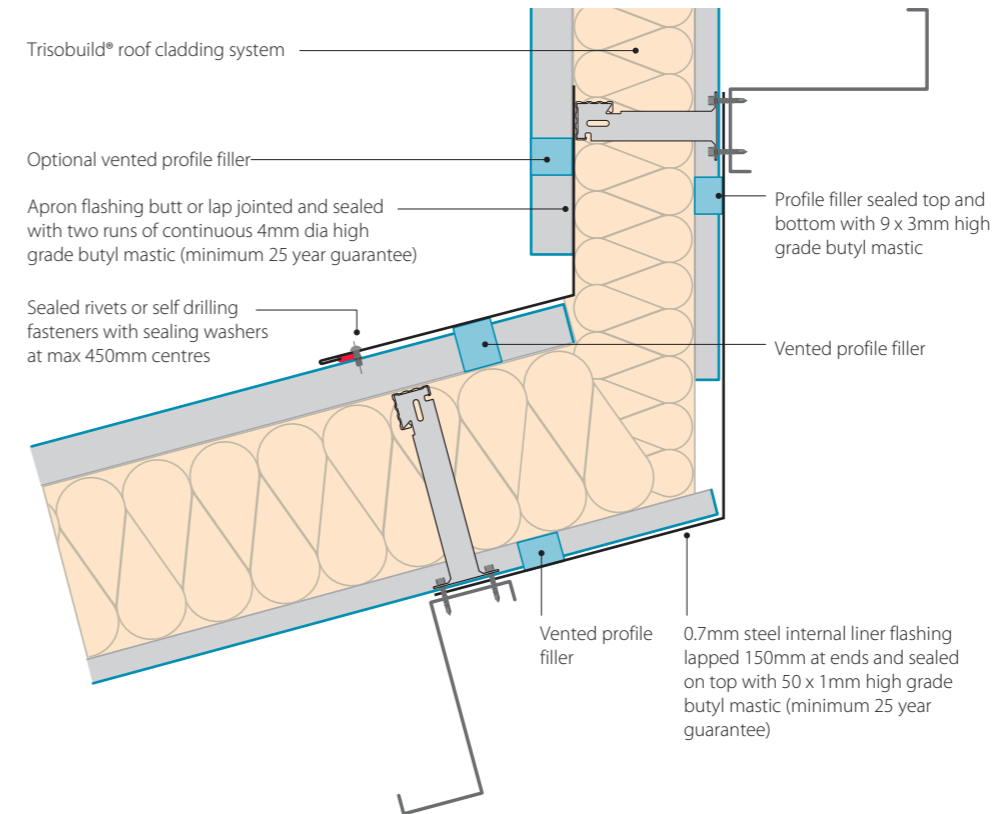 Trisobuild® roof cladding system
Optional vented profile filler
Apron flashing butt or lap jointed and sealed
with two runs of continuous 4mm dia high
grade butyl mastic (minimum 25 year guarantee)
Sealed rivets or self drilling
fasteners with sealing washers
at max 450mm centres
Profile filler sealed top and
bottom with 9 x 3mm high
grade butyl mastic
Vented profile filler
Vented profile
filler
0.7mm steel internal liner flashing
lapped 150mm at ends and sealed
on top with 50 x 1mm high grade
butyl mastic (minimum 25 year
guarantee)